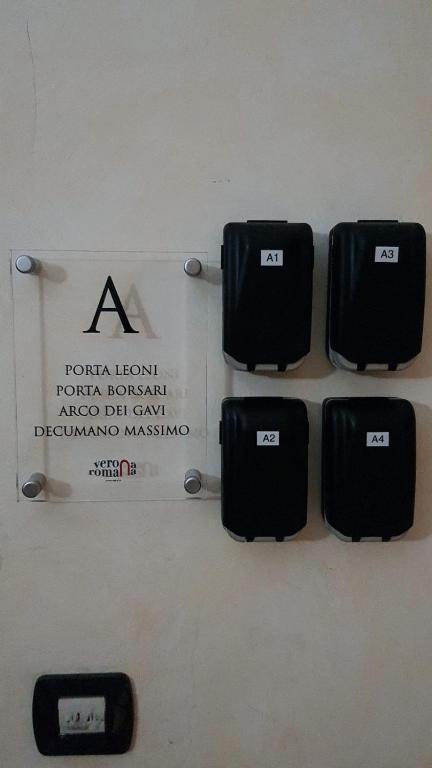 A
PORTA LEONI
PORTA BORSARI
ARCO DEI GAVI
DECUMANO MASSIMO
verona
romana
A1
A3
A2
A4